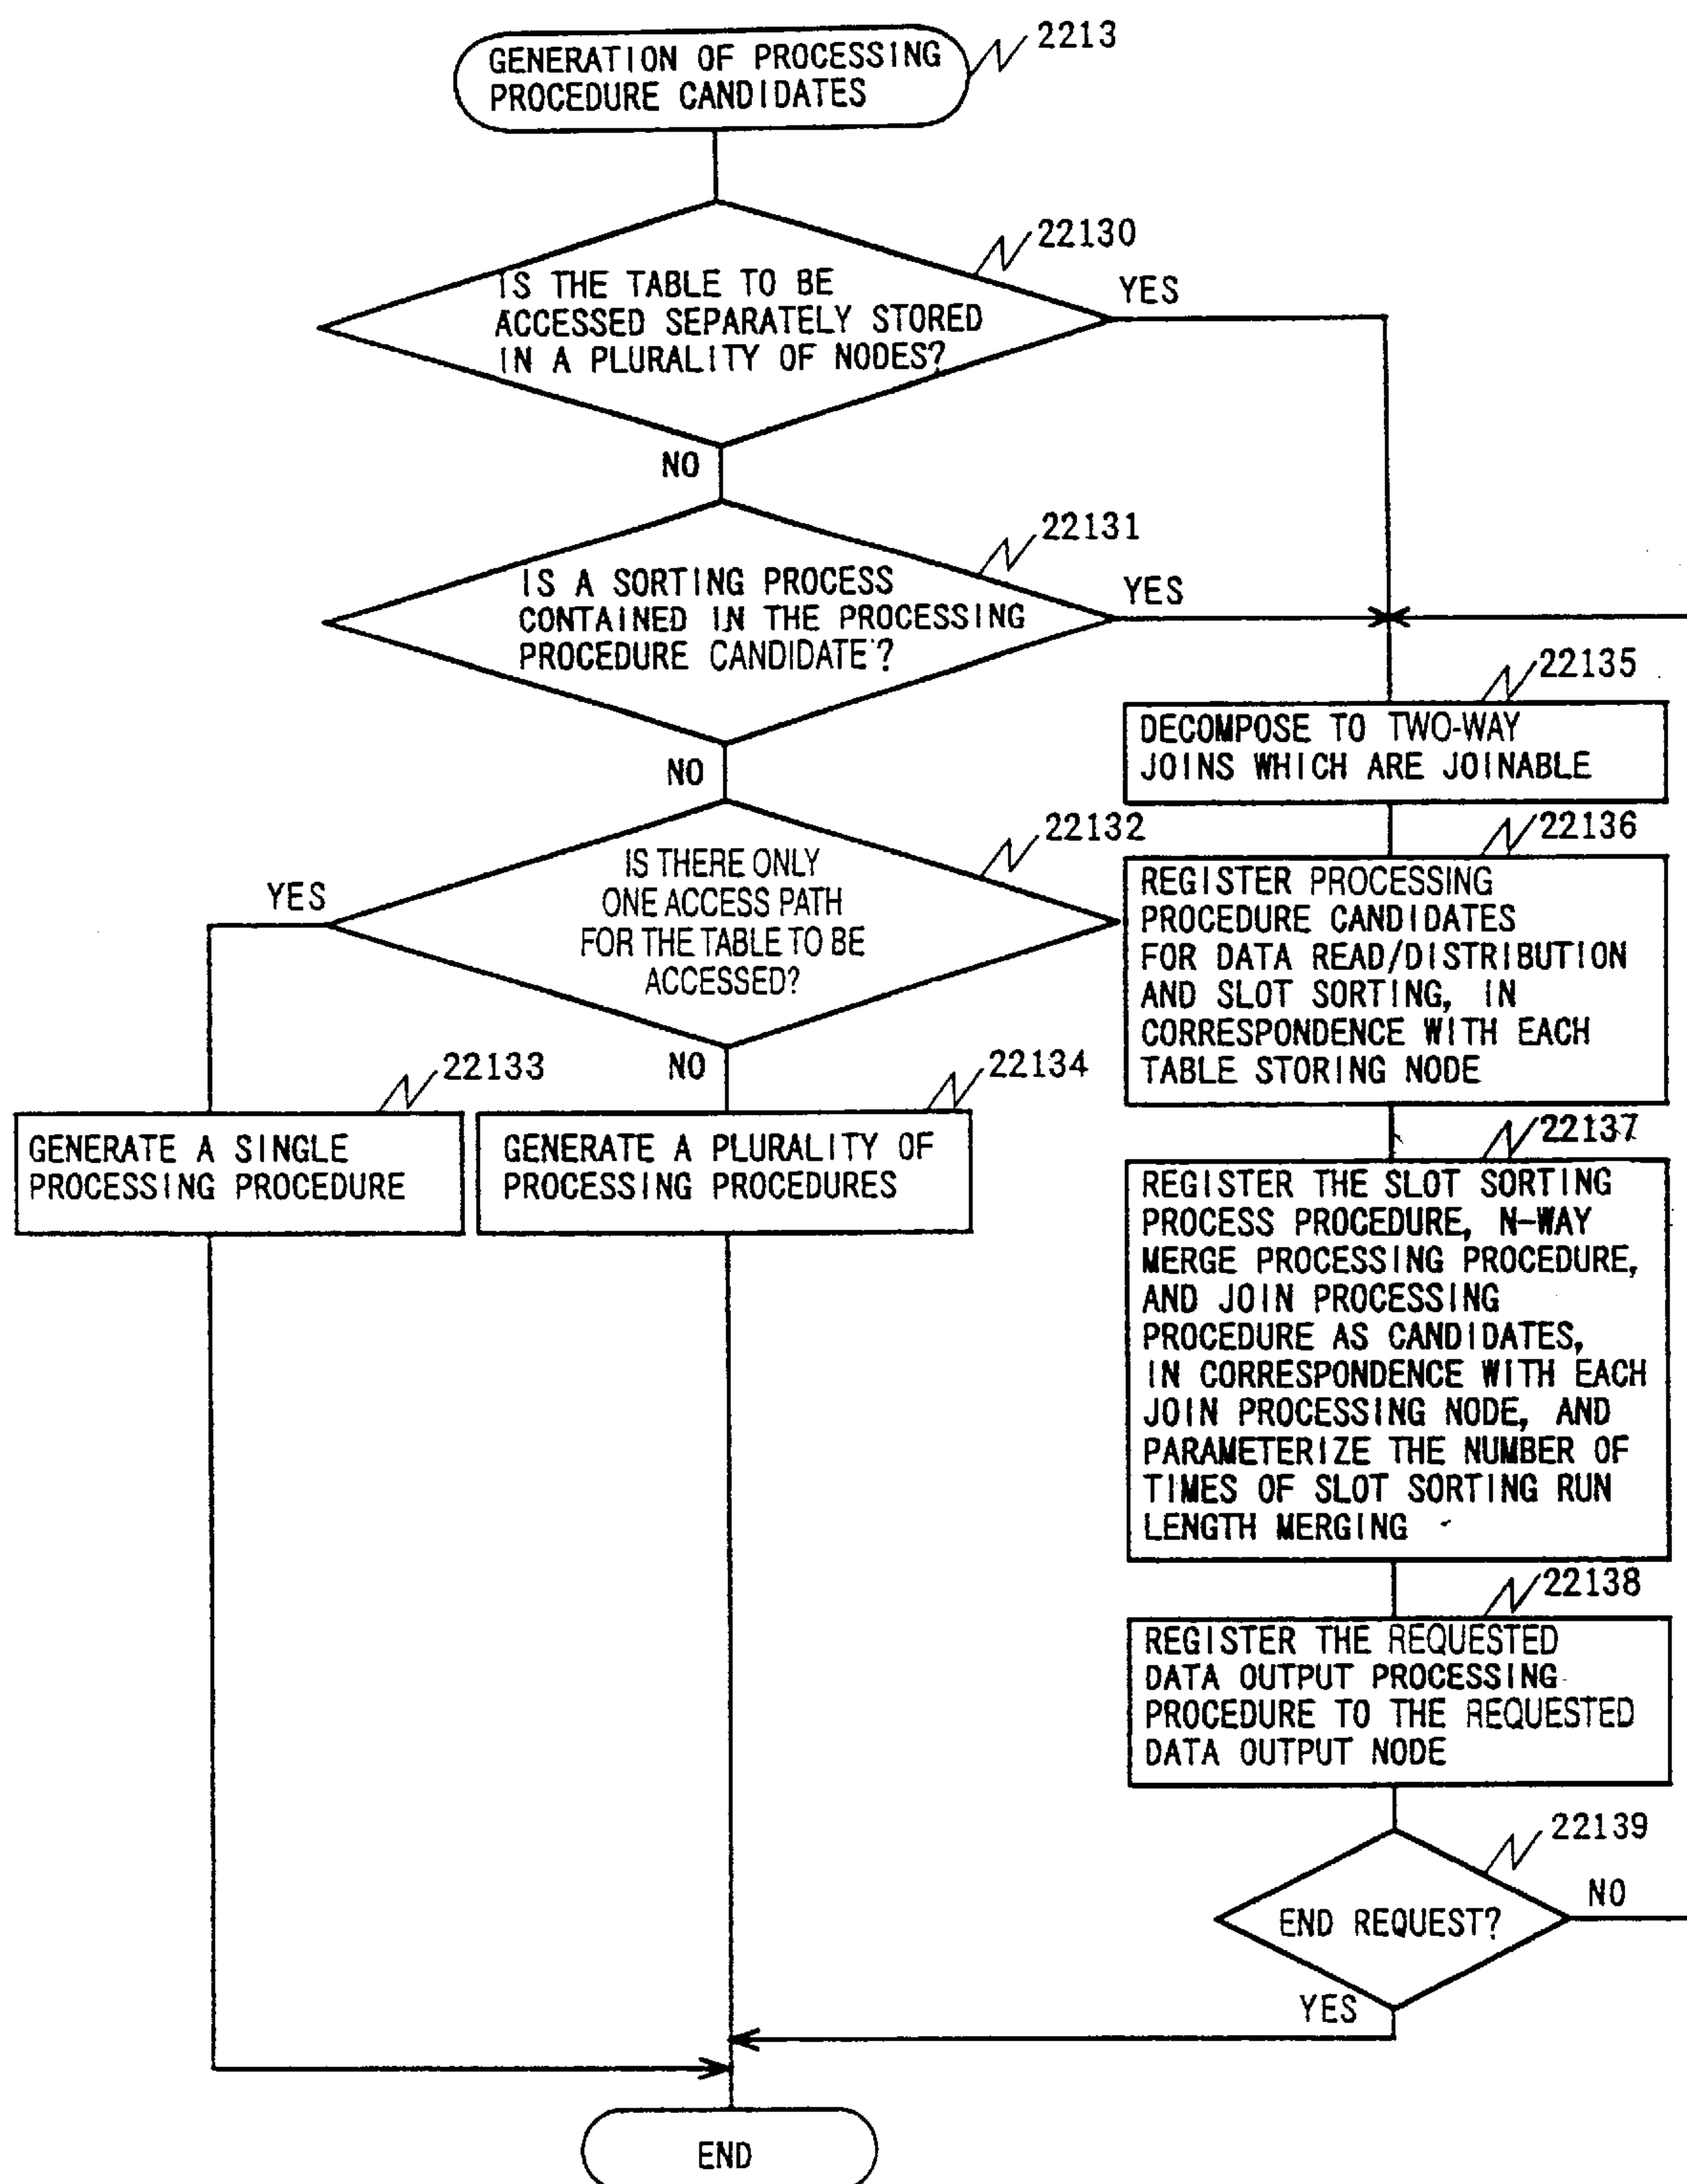 GENERATION OF PROCESSING
PROCEDURE CANDIDATES
2213
22130
IS THE TABLE TO BE
ACCESSED SEPARATELY STORED
IN A PLURALITY OF NODES?
YES
NO
22131
IS A SORTING PROCESS
CONTAINED IN THE PROCESSING
PROCEDURE CANDIDATE?
YES
NO
22132
IS THERE ONLY
ONE ACCESS PATH
FOR THE TABLE TO BE
ACCESSED?
YES
NO
22133
GENERATE A SINGLE
PROCESSING PROCEDURE
22134
GENERATE A PLURALITY OF
PROCESSING PROCEDURES
22135
DECOMPOSE TO TWO-WAY
JOINS WHICH ARE JOINABLE
22136
REGISTER PROCESSING
PROCEDURE CANDIDATES
FOR DATA READ/DISTRIBUTION
AND SLOT SORTING, IN
CORRESPONDENCE WITH EACH
TABLE STORING NODE
22137
REGISTER THE SLOT SORTING
PROCESS PROCEDURE, N-WAY
MERGE PROCESSING PROCEDURE,
AND JOIN PROCESSING
PROCEDURE AS CANDIDATES,
IN CORRESPONDENCE WITH EACH
JOIN PROCESSING NODE, AND
PARAMETERIZE THE NUMBER OF
TIMES OF SLOT SORTING RUN
LENGTH MERGING
22138
REGISTER THE REQUESTED
DATA OUTPUT PROCESSING
PROCEDURE TO THE REQUESTED
DATA OUTPUT NODE
22139
END REQUEST?
NO
YES
END